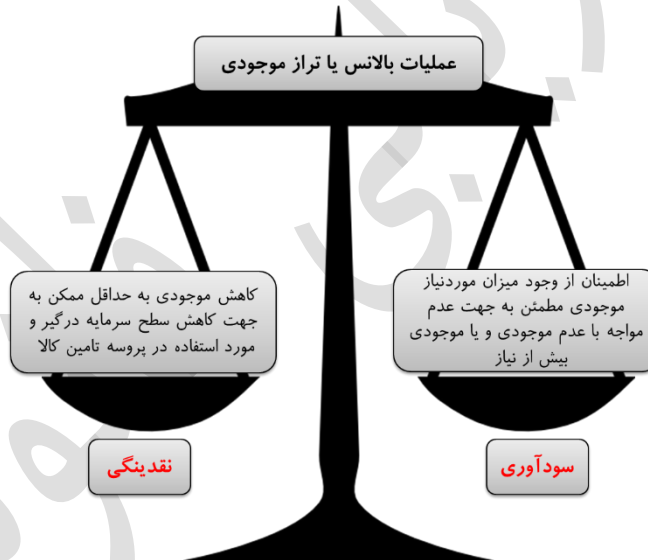 عملیات بالانس یا تراز موجودی
اطمینان از وجود میزان موردنیاز
موجودی مطمئن به جهت عدم
مواجه با عدم موجودی و یا موجودی
بیش از نیاز
کاهش موجودی به حداقل ممکن به
جهت کاهش سطح سرمایه درگیر و
مورد استفاده در پروسه تامین کالا
سودآوری
نقدینگی